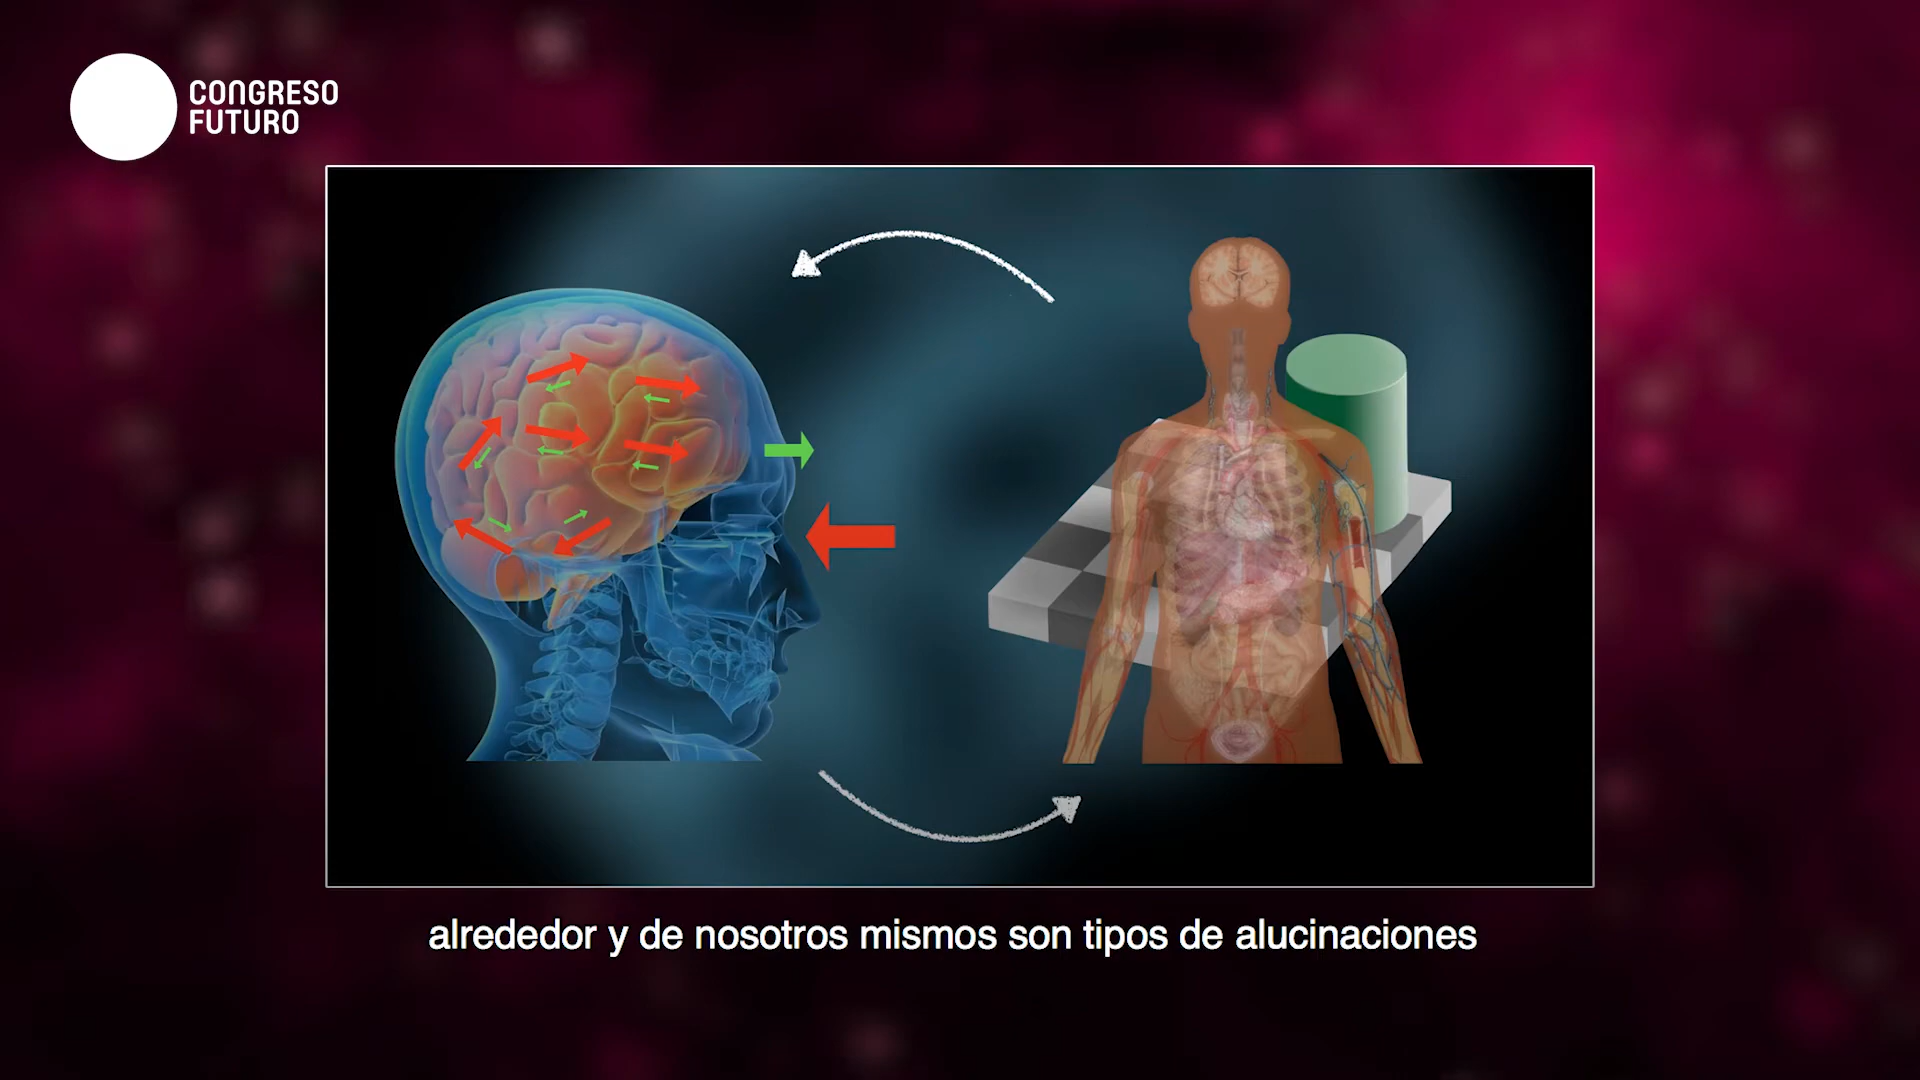 CONGRESO
FUTURO
alrededor y de nosotros mismos son tipos de alucinaciones